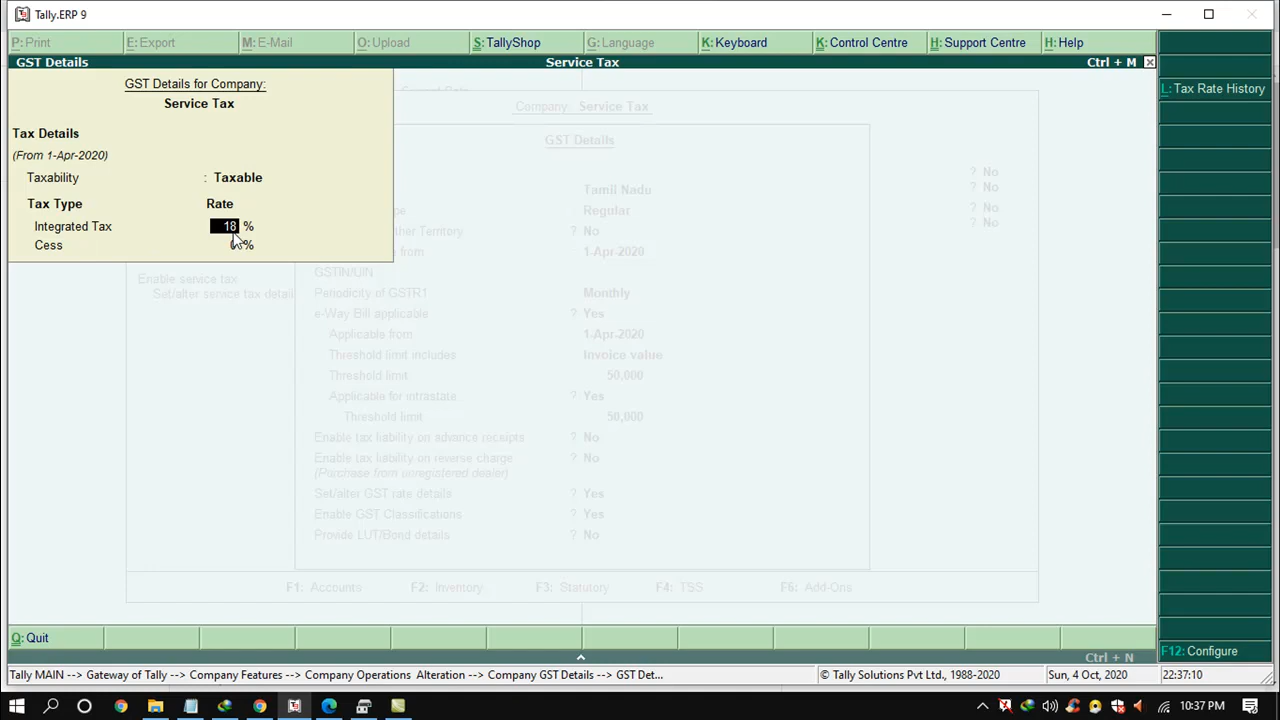 Tally.ERP 9
P: Print
E: Export
M: E-Mail
O: Upload
S: TallyShop
G: Language
K: Keyboard
K: Control Centre
H: Support Centre
H: Help
GST Details
Service Tax
Ctrl + M
GST Details for Company:
Service Tax
Tax Details
(From 1-Apr-2020)
Taxability : Taxable
Tax Type Rate
Integrated Tax 18 %
Cess %
L: Tax Rate History
Company: Service Tax
GST Details
Tamil Nadu
Regular
? No
from 1-Apr-2020
GSTIN/UIN
Periodicity of GSTR1 Monthly
e-Way Bill applicable ? Yes
Applicable from 1-Apr-2020
Threshold limit includes Invoice value
Threshold limit 50,000
Applicable for intrastate ? Yes
Threshold limit 50,000
Enable tax liability on advance receipts ? No
Enable tax liability on reverse charge ? No
(Purchase from unregistered dealer)
Set/alter GST rate details ? Yes
Enable GST Classifications ? Yes
Provide LUT/Bond details ? No
Enable service tax
Set/alter service tax detail
? No
? No
? No
? No
F1: Accounts
F2: Inventory
F3: Statutory
F4: TSS
F6: Add-Ons
Q: Quit
F12: Configure
Ctrl + N
Tally MAIN --> Gateway of Tally --> Company Features --> Company Operations Alteration --> Company GST Details --> GST Det...
© Tally Solutions Pvt Ltd., 1988-2020
Sun, 4 Oct, 2020
22:37:10
10:37 PM